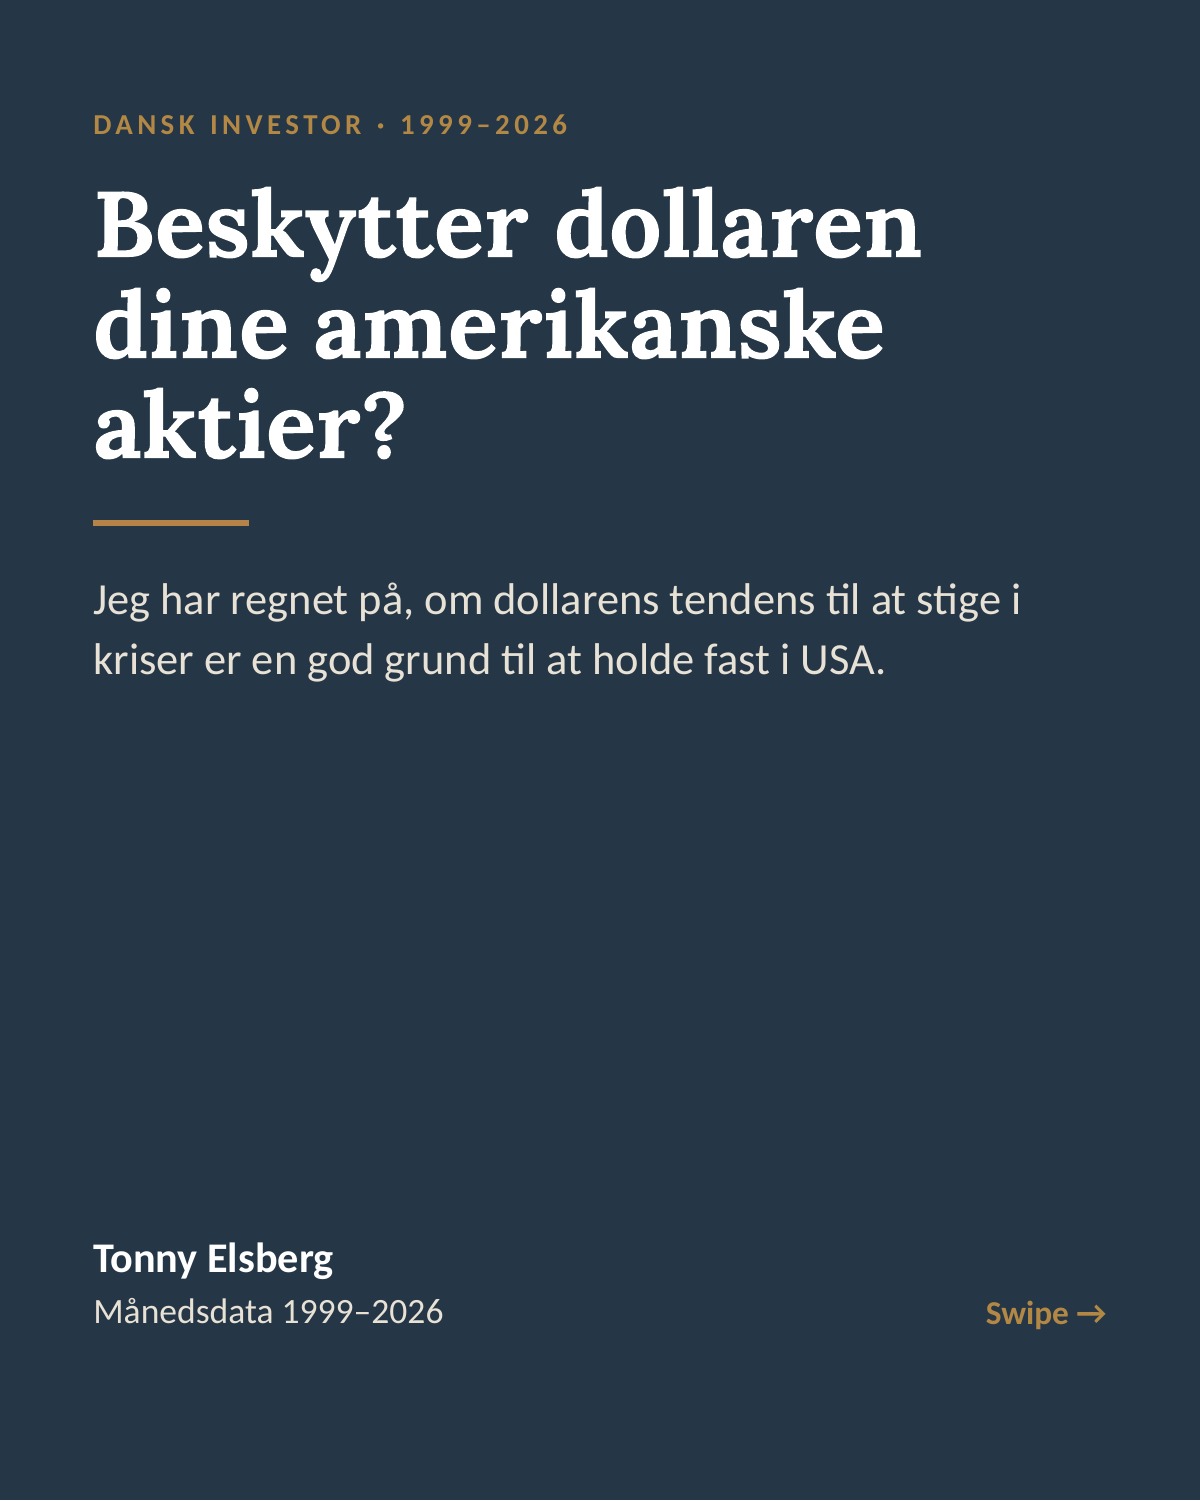 DANSK INVESTOR · 1999–2026
Beskytter dollaren
dine amerikanske
aktier?
Jeg har regnet på, om dollarens tendens til at stige i
kriser er en god grund til at holde fast i USA.
Tonny Elsberg
Månedsdata 1999–2026
Swipe →